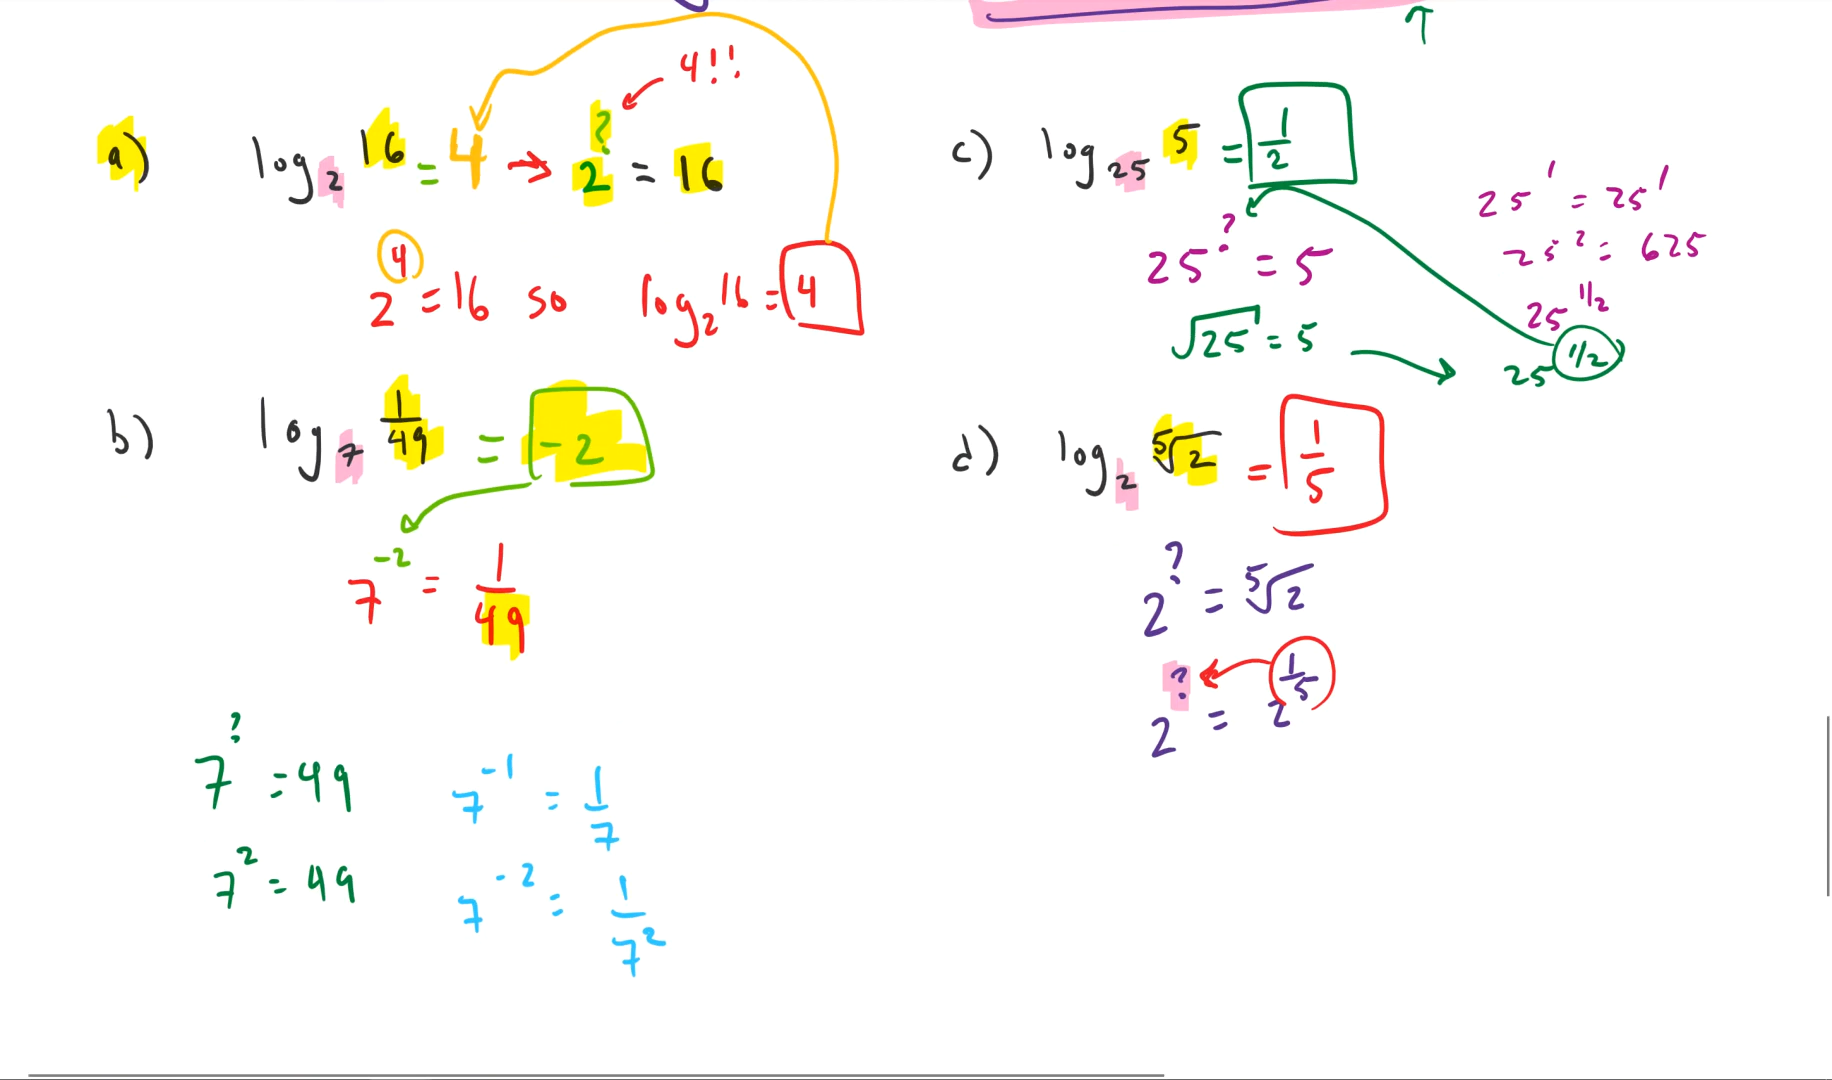 a) log₂ 16 = 4 → 2^? = 16
4!!
2^4 = 16 so log₂ 16 = 4
b) log₇ 1/49 = -2
7^-2 = 1/49
7^? = 49
7^2 = 49
7^-1 = 1/7
7^-2 = 1/7^2
c) log₂₅ 5 = 1/2
25^? = 5
√25 = 5
25^1 = 25^1
25^2 = 625
25^1/2
25^1/2
d) log₂ ⁵√2 = 1/5
2^? = ⁵√2
2^? = 2^1/5